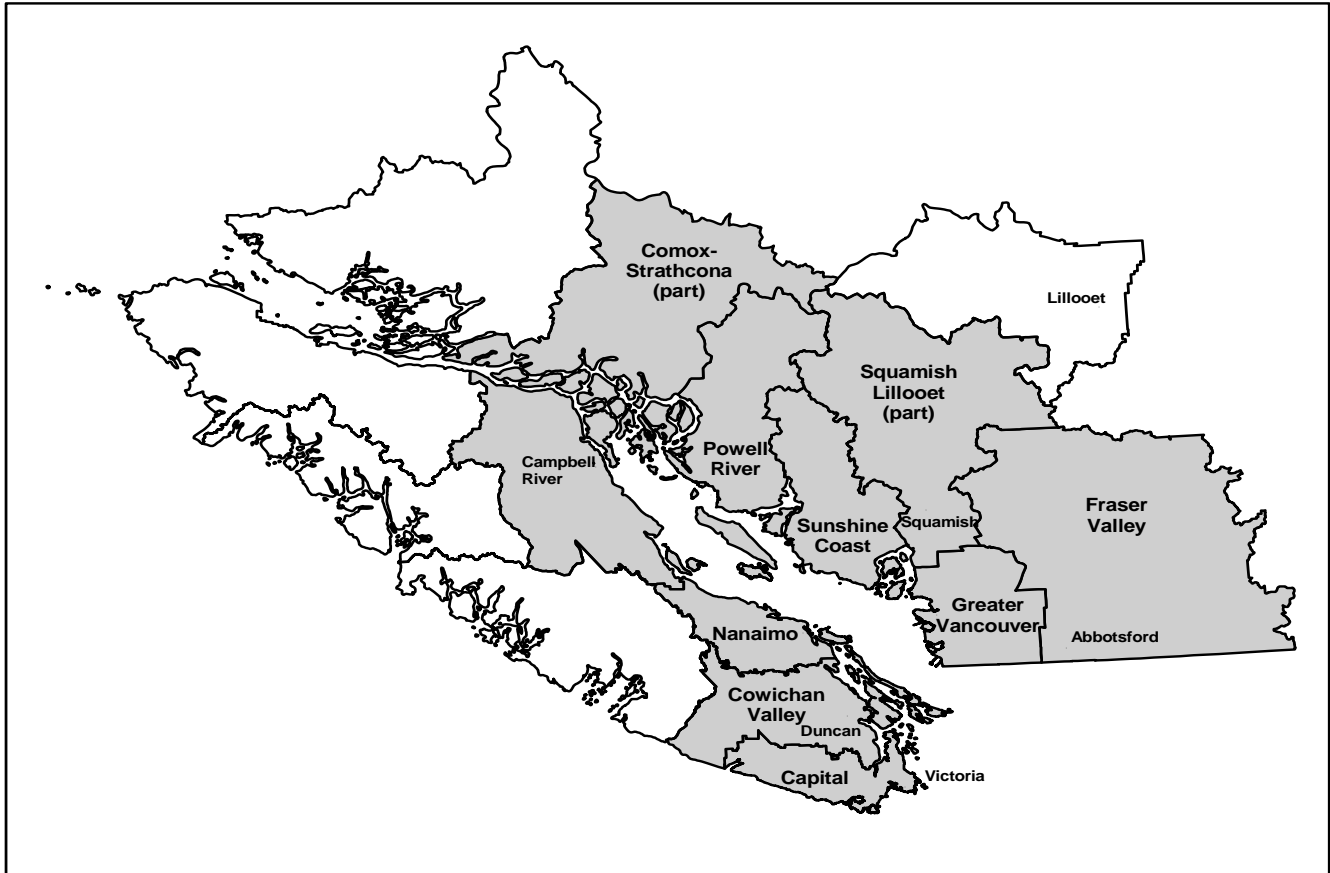 Comox-
Strathcona
(part)
Lillooet
Squamish
Lillooet
(part)
Powell
River
Campbell
River
Fraser
Valley
Sunshine
Coast
Squamish
Greater
Vancouver
Abbotsford
Nanaimo
Cowichan
Valley
Duncan
Capital
Victoria